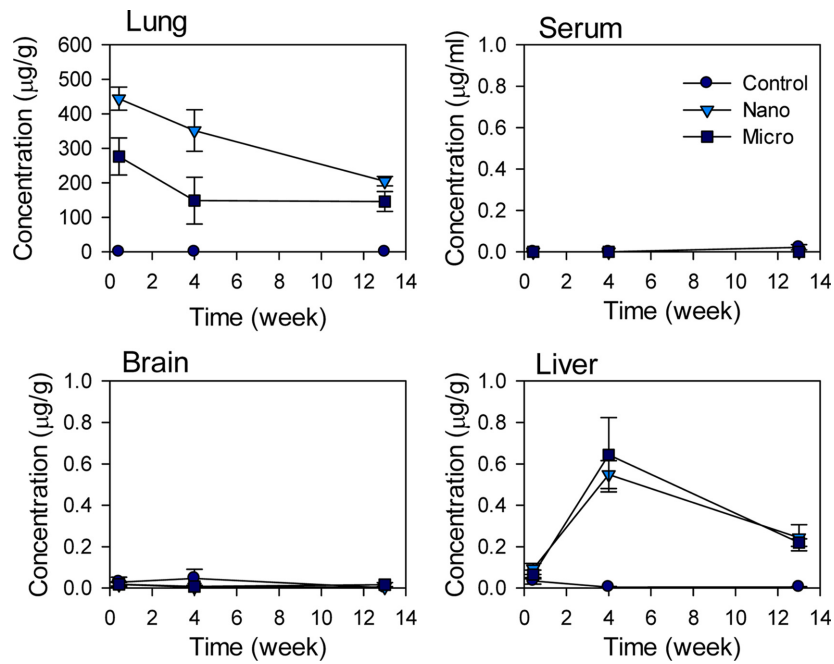 Lung
Concentration (µg/g)
600
500
400
300
200
100
0
0 2 4 6 8 10 12 14
Time (week)
Serum
Concentration (µg/ml)
1.0
0.8
0.6
0.4
0.2
0.0
0 2 4 6 8 10 12 14
Time (week)
Control
Nano
Micro
Brain
Concentration (µg/g)
1.0
0.8
0.6
0.4
0.2
0.0
0 2 4 6 8 10 12 14
Time (week)
Liver
Concentration (µg/g)
1.0
0.8
0.6
0.4
0.2
0.0
0 2 4 6 8 10 12 14
Time (week)